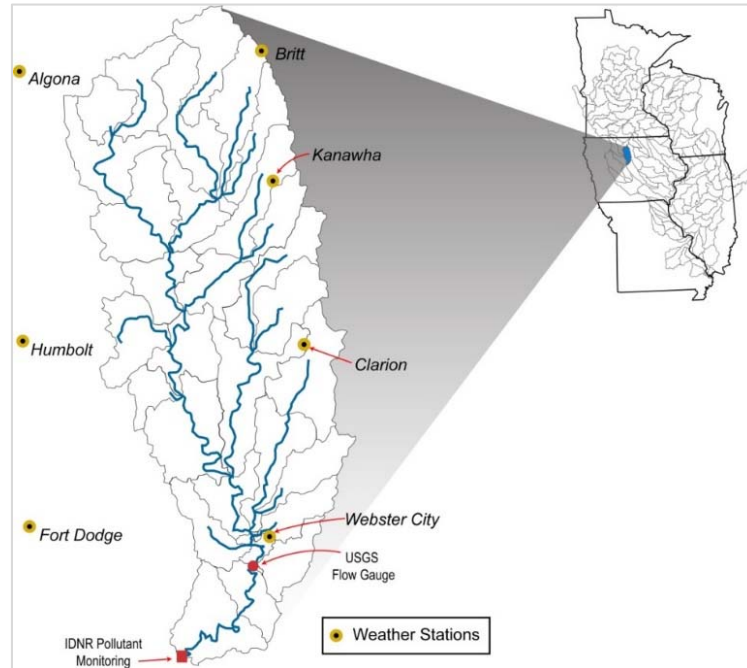 Britt
Algona
Kanawha
Humbolt
Clarion
Webster City
Fort Dodge
USGS
Flow Gauge
IDNR Pollutant
Monitoring
Weather Stations